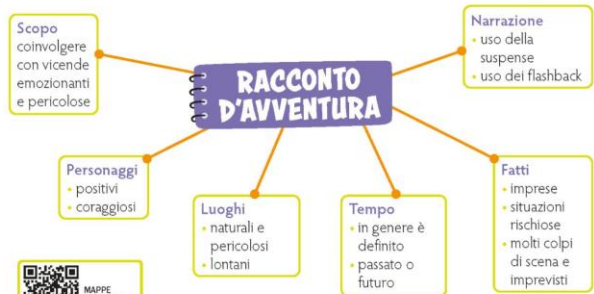 RACCONTO
D'AVVENTURA
Scopo
coinvolgere
con vicende
emozionanti
e pericolose
Narrazione
• uso della
suspense
• uso dei flashback
Personaggi
• positivi
• coraggiosi
Luoghi
• naturali e
pericolosi
• lontani
Tempo
• in genere è
definito
• passato o
futuro
Fatti
• imprese
• situazioni
rischiose
• molti colpi
di scena e
imprevisti
MAPPE